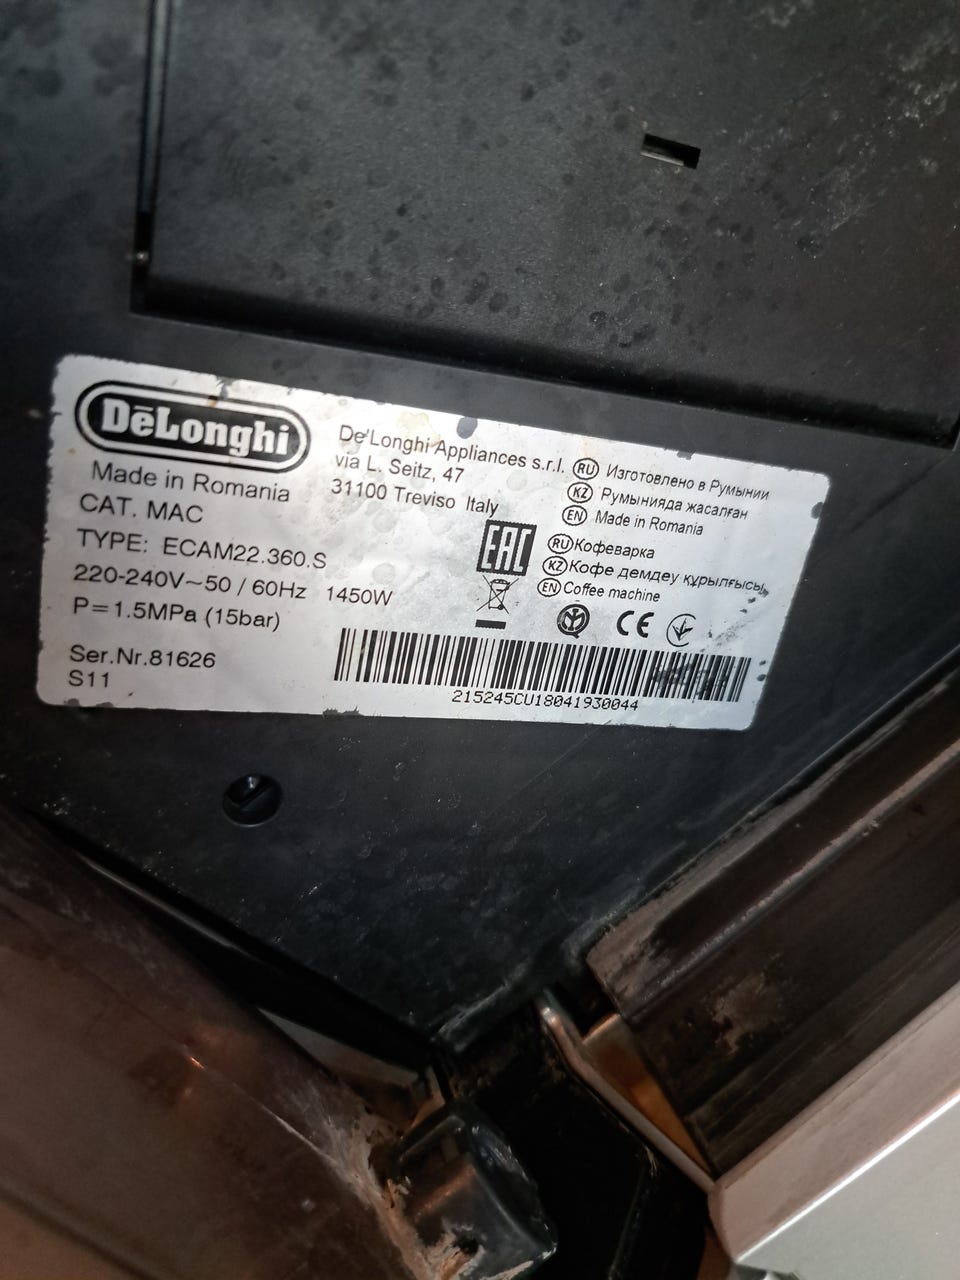 DēLonghi
Made in Romania
CAT. MAC
TYPE: ECAM22.360.S
220-240V~50 / 60Hz 1450W
P=1.5MPa (15bar)
Ser.Nr.81626
S11
De'Longhi Appliances s.r.l.
via L. Seitz, 47
31100 Treviso Italy
RU Изготовлено в Румынии
KZ Румынияда жасалған
EN Made in Romania
EAC
RU Кофеварка
KZ Кофе демдеу құрылғысы
EN Coffee machine
CE
215245CU18041930044